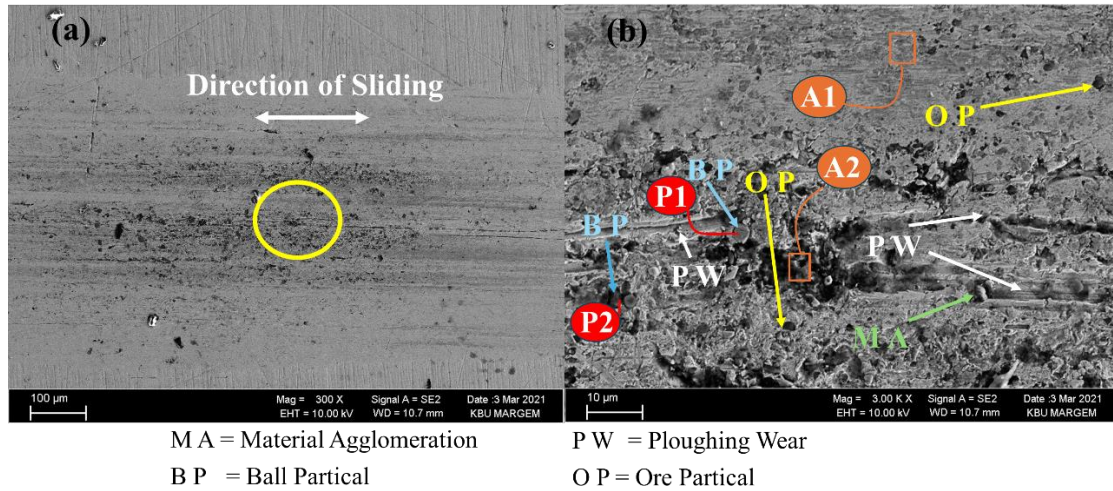 (a)
Direction of Sliding
100 µm
Mag = 300 X
Signal A = SE2
Date :3 Mar 2021
EHT = 10.00 kV
WD = 10.7 mm
KBU MARGEM
(b)
A1
O P
A2
B P
O P
P1
B P
P W
P W
P2
M A
10 µm
Mag = 3.00 K X
Signal A = SE2
Date :3 Mar 2021
EHT = 10.00 kV
WD = 10.7 mm
KBU MARGEM
M A = Material Agglomeration
P W = Ploughing Wear
B P = Ball Partical
O P = Ore Partical